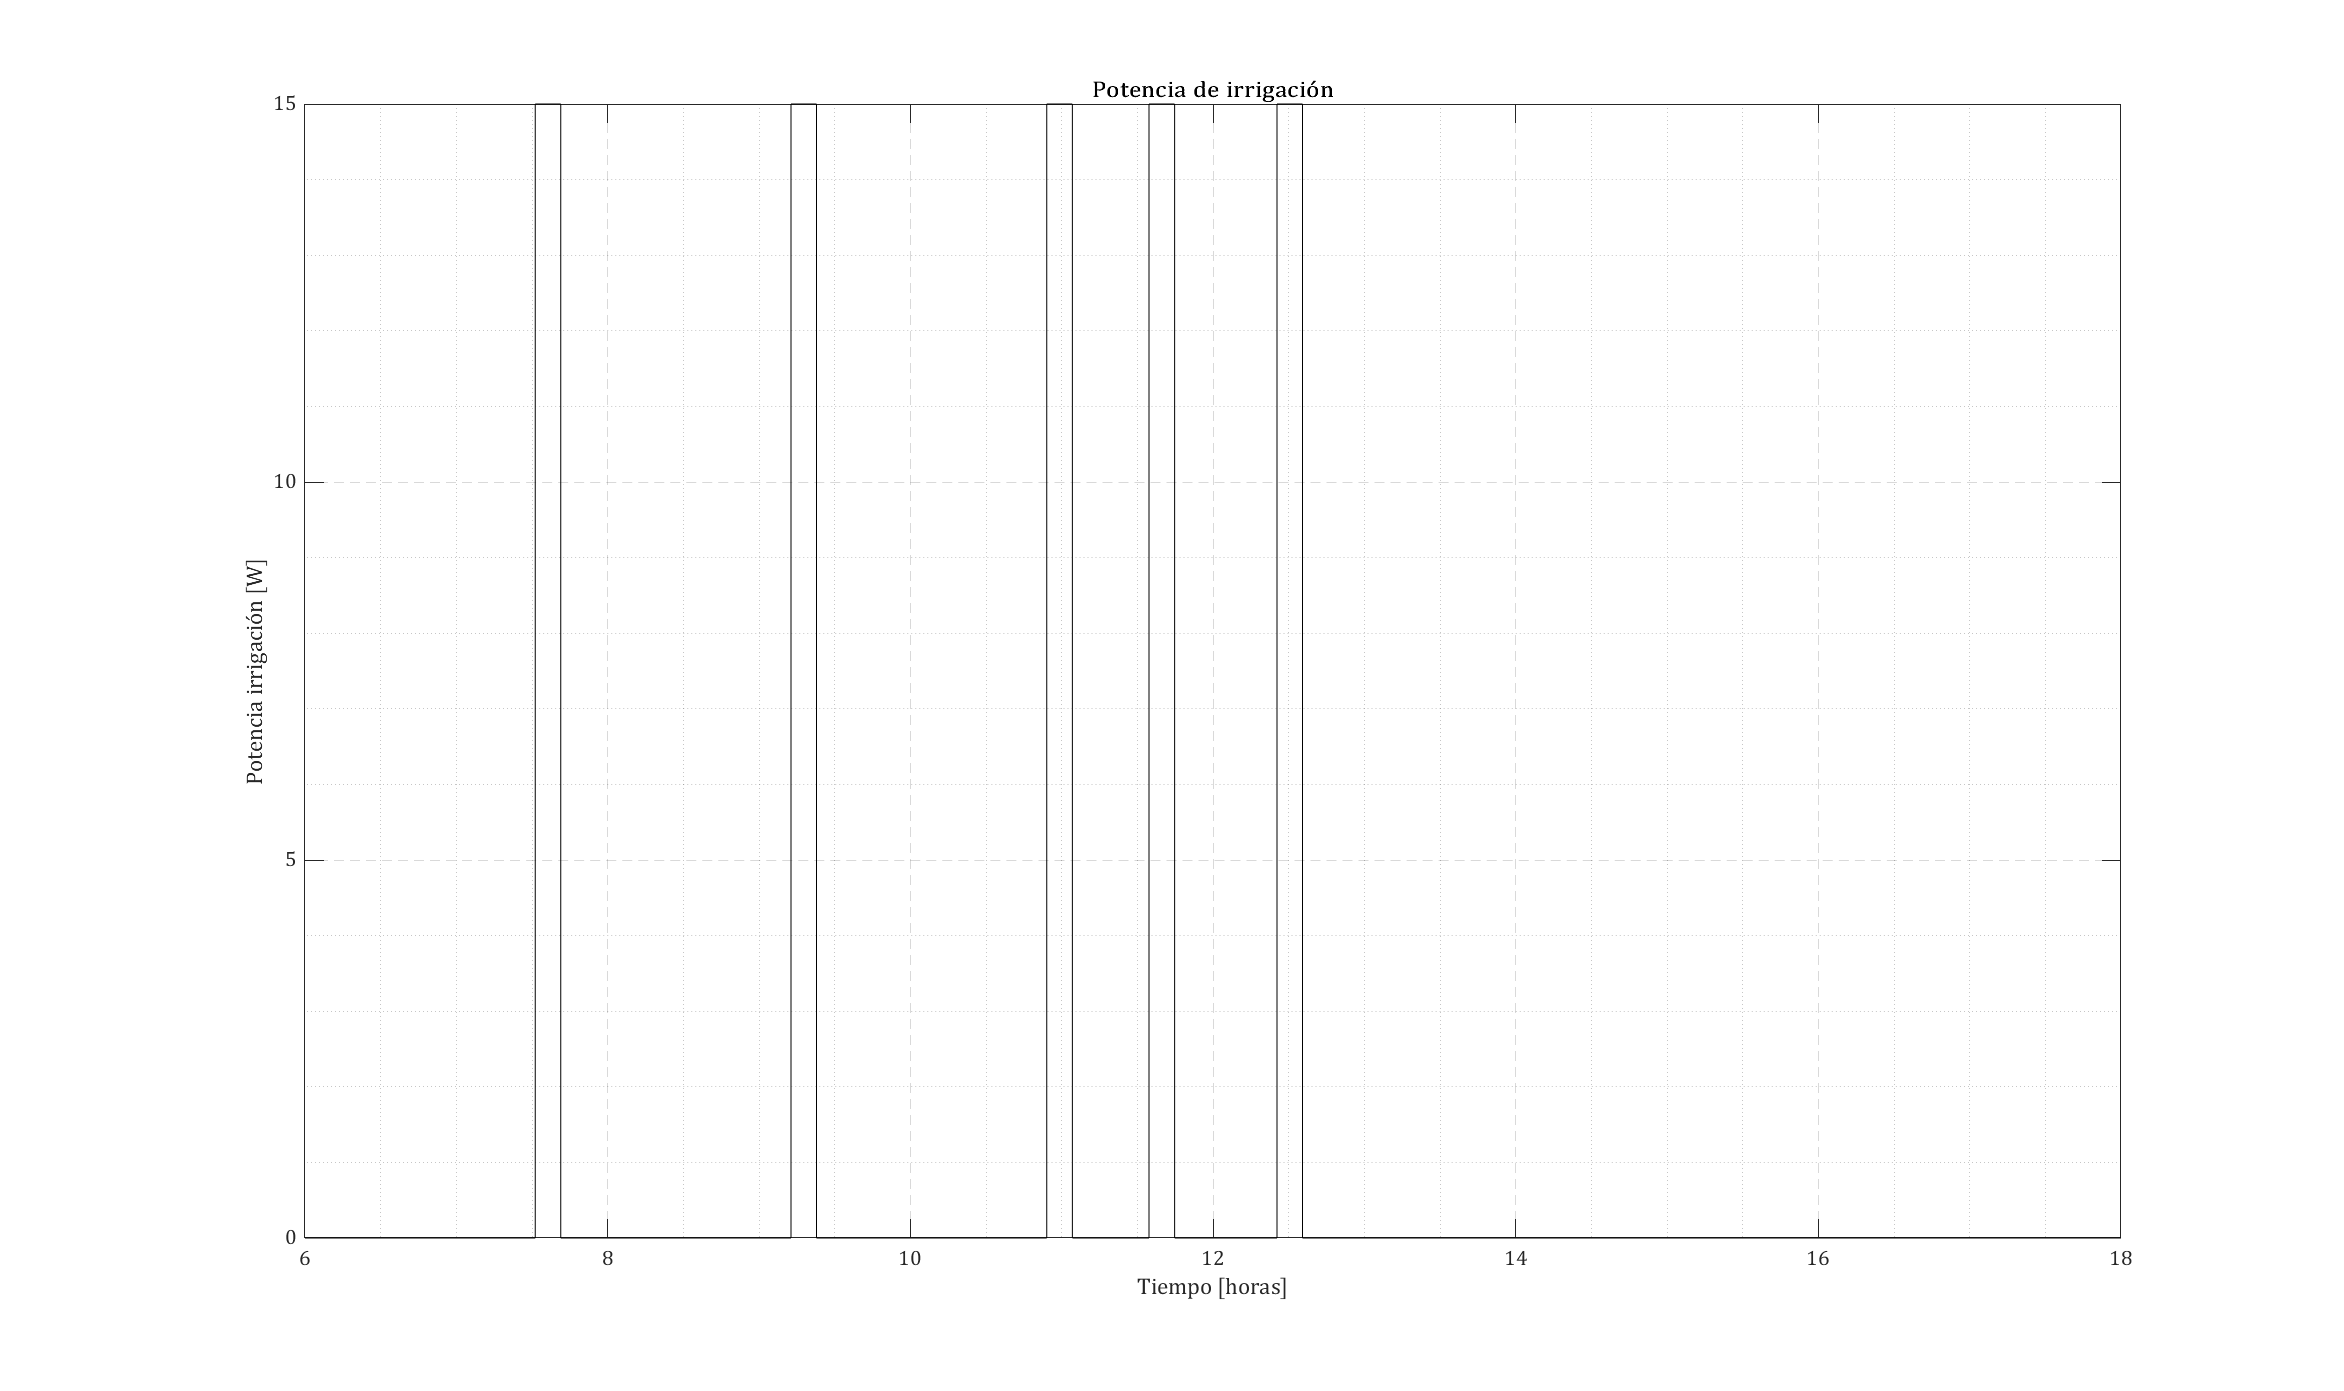 Potencia de irrigación
15
10
5
0
Potencia irrigación [W]
6 8 10 12 14 16 18
Tiempo [horas]